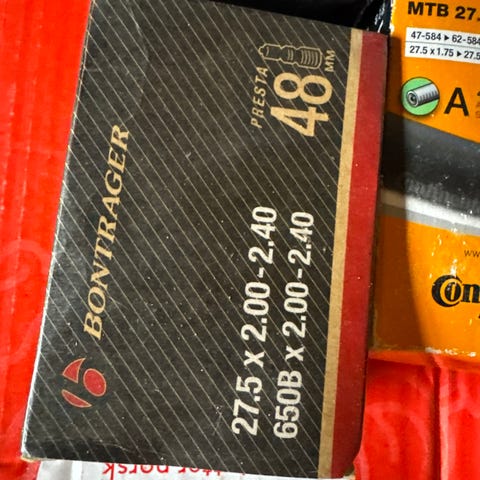 BONTRAGER
PRESTA
48
MM
27.5 x 2.00-2.40
650B x 2.00-2.40
MTB 27.
47-584 ▸ 62-584
27.5 x 1.75 ▸ 27.5
A
www
Con